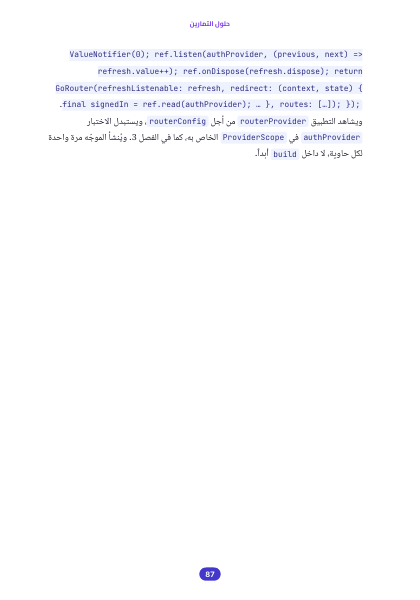 حلول التمارين
ValueNotifier(0); ref.listen(authProvider, (previous, next) =>
refresh.value++); ref.onDispose(refresh.dispose); return
GoRouter(refreshListenable: refresh, redirect: (context, state) {
final signedIn = ref.read(authProvider); … }, routes: […]); });.
ويشاهد التطبيق routerProvider من أجل routerConfig، ويستبدل الاختبار
authProvider في ProviderScope الخاص به، كما في الفصل 3. ويُنشأ الموجّه مرة واحدة
لكل حاوية، لا داخل build أبداً.
87